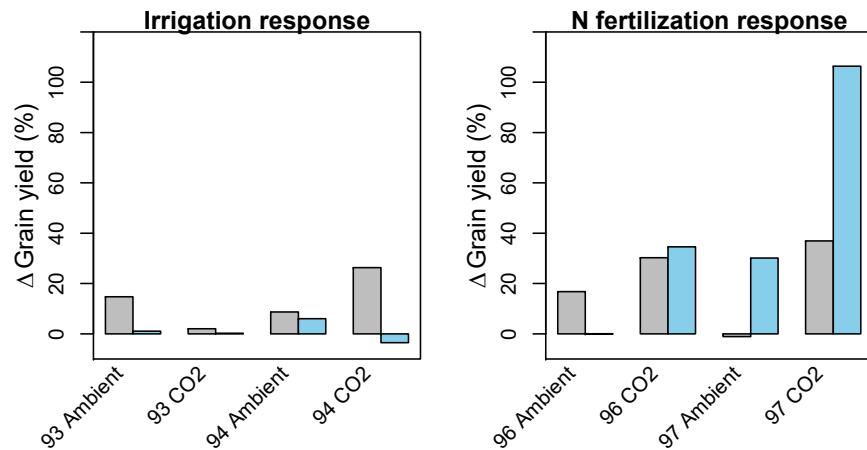 Irrigation response
Δ Grain yield (%)
0 20 40 60 80 100
93 Ambient
93 CO2
94 Ambient
94 CO2
N fertilization response
Δ Grain yield (%)
0 20 40 60 80 100
96 Ambient
96 CO2
97 Ambient
97 CO2